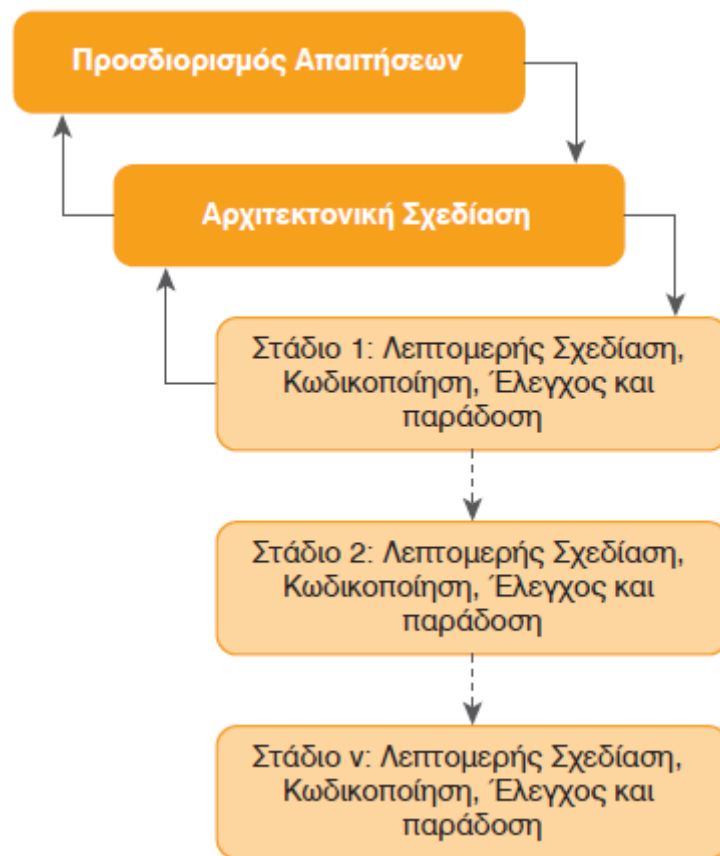 Προσδιορισμός Απαιτήσεων
Αρχιτεκτονική Σχεδίαση
Στάδιο 1: Λεπτομερής Σχεδίαση,
Κωδικοποίηση, Έλεγχος και
παράδοση
Στάδιο 2: Λεπτομερής Σχεδίαση,
Κωδικοποίηση, Έλεγχος και
παράδοση
Στάδιο ν: Λεπτομερής Σχεδίαση,
Κωδικοποίηση, Έλεγχος και
παράδοση